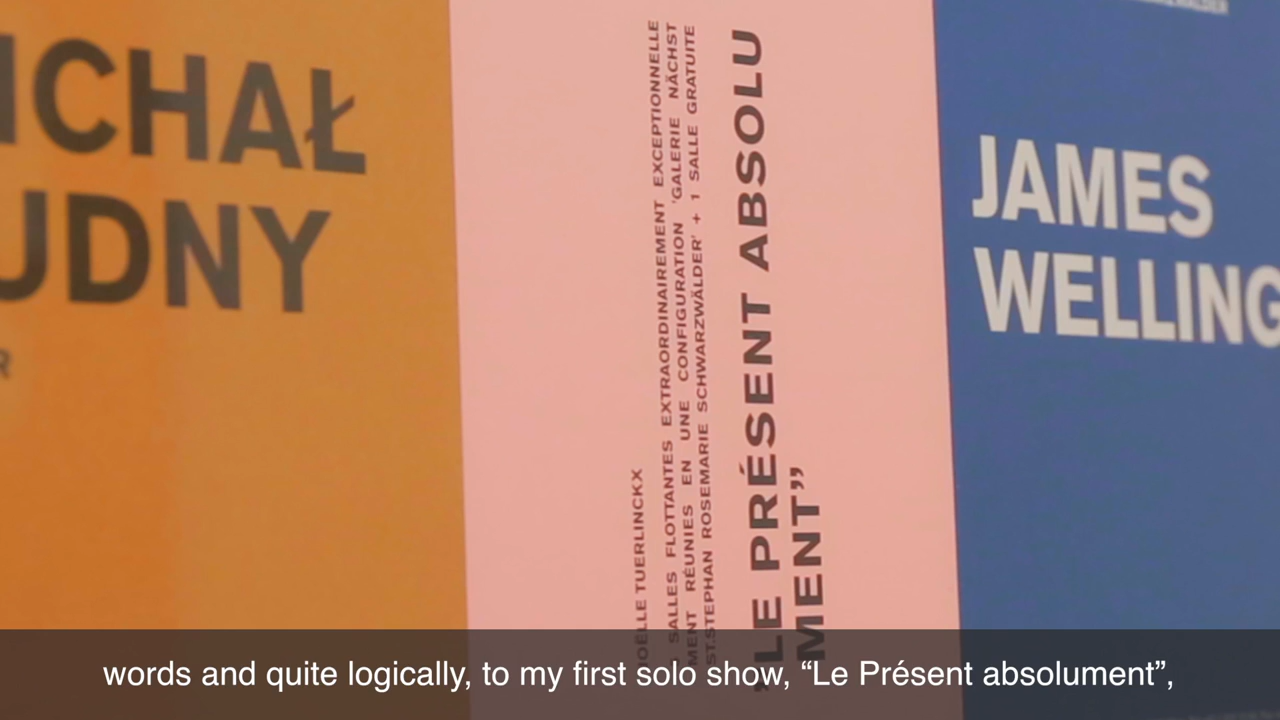 ICHAŁ
UDNY
R
JOËLLE TUERLINCKX
SALLES FLOTTANTES EXTRAORDINAIREMENT EXCEPTIONNELLE
MENT RÉUNIES EN UNE CONFIGURATION 'GALERIE NÄCHST
ST.STEPHAN ROSEMARIE SCHWARZWÄLDER' + 1 SALLE GRATUITE
"LE PRÉSENT ABSOLU
MENT”
JAMES
WELLING
words and quite logically, to my first solo show, “Le Présent absolument”,